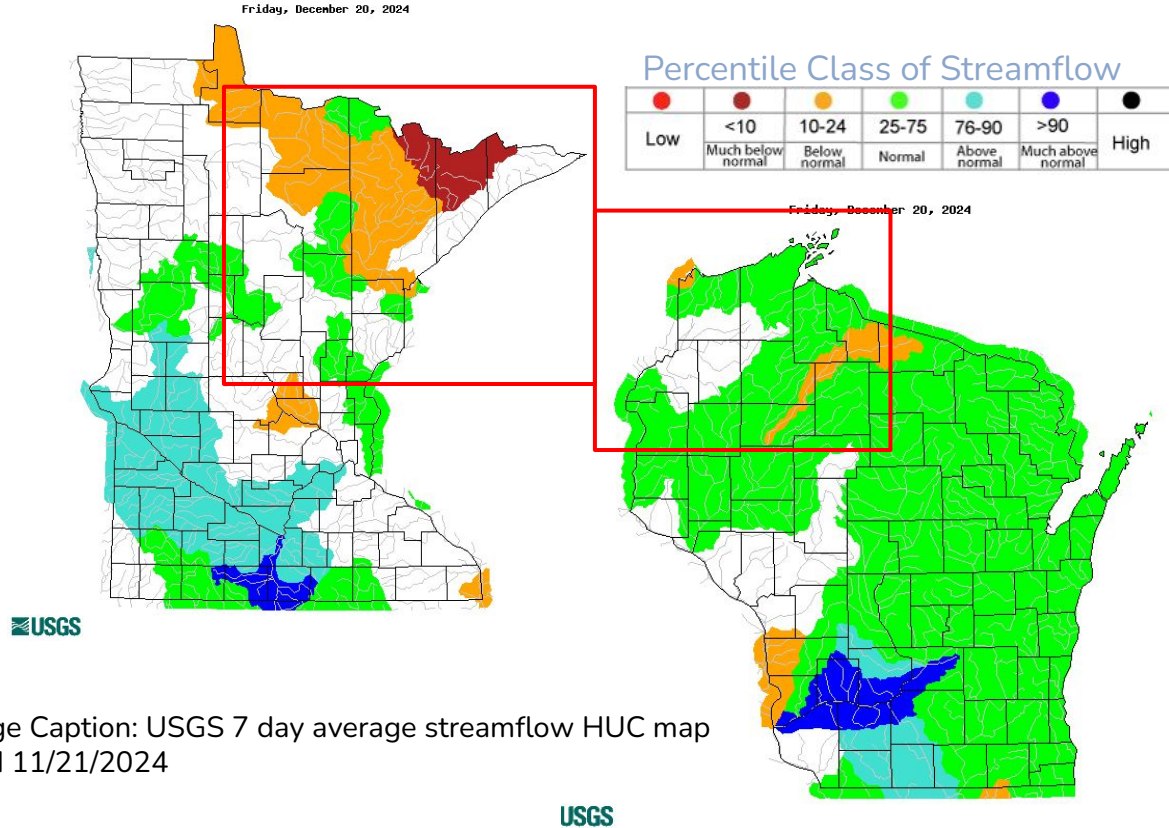 Friday, December 20, 2024
Percentile Class of Streamflow
Low
<10
Much below
normal
10-24
Below
normal
25-75
Normal
76-90
Above
normal
>90
Much above
normal
High
Friday, December 20, 2024
USGS
ge Caption: USGS 7 day average streamflow HUC map
11/21/2024
USGS